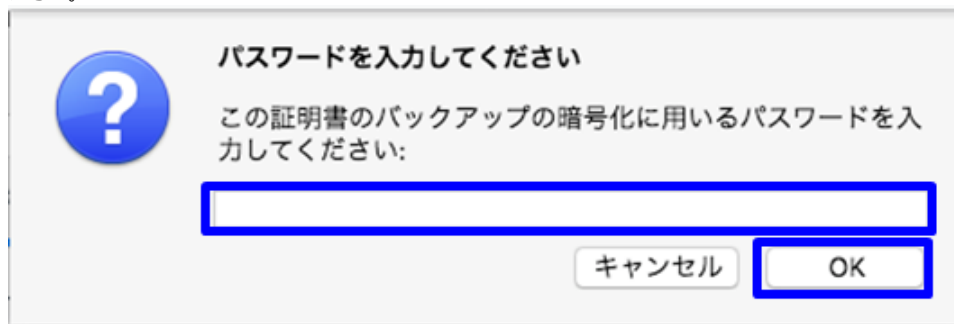 パスワードを入力してください
この証明書のバックアップの暗号化に用いるパスワードを入
力してください:
キャンセル OK